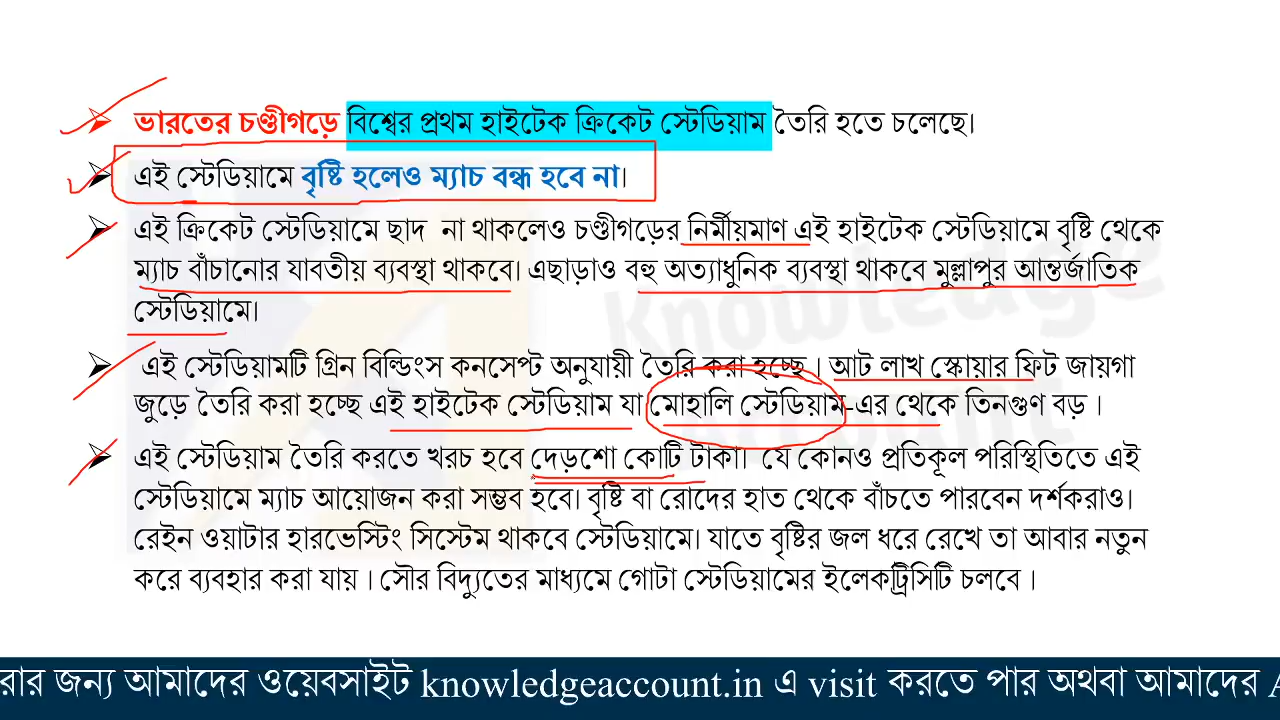 ভারতের চণ্ডীগড়ে বিশ্বের প্রথম হাইটেক ক্রিকেট স্টেডিয়াম তৈরি হতে চলেছে।
এই স্টেডিয়ামে বৃষ্টি হলেও ম্যাচ বন্ধ হবে না।
এই ক্রিকেট স্টেডিয়ামে ছাদ না থাকলেও চণ্ডীগড়ের নির্মীয়মাণ এই হাইটেক স্টেডিয়ামে বৃষ্টি থেকে
ম্যাচ বাঁচানোর যাবতীয় ব্যবস্থা থাকবে। এছাড়াও বহু অত্যাধুনিক ব্যবস্থা থাকবে মুল্লাপুর আন্তর্জাতিক
স্টেডিয়ামে।
এই স্টেডিয়ামটি গ্রিন বিল্ডিংস কনসেপ্ট অনুযায়ী তৈরি করা হচ্ছে । আট লাখ স্কোয়ার ফিট জায়গা
জুড়ে তৈরি করা হচ্ছে এই হাইটেক স্টেডিয়াম যা মোহালি স্টেডিয়াম-এর থেকে তিনগুণ বড় ।
এই স্টেডিয়াম তৈরি করতে খরচ হবে দেড়শো কোটি টাকা। যে কোনও প্রতিকূল পরিস্থিতিতে এই
স্টেডিয়ামে ম্যাচ আয়োজন করা সম্ভব হবে। বৃষ্টি বা রোদের হাত থেকে বাঁচতে পারবেন দর্শকরাও।
রেইন ওয়াটার হারভেস্টিং সিস্টেম থাকবে স্টেডিয়ামে। যাতে বৃষ্টির জল ধরে রেখে তা আবার নতুন
করে ব্যবহার করা যায় । সৌর বিদ্যুতের মাধ্যমে গোটা স্টেডিয়ামের ইলেকট্রিসিটি চলবে ।
Knowledge
Account
রার জন্য আমাদের ওয়েবসাইট knowledgeaccount.in এ visit করতে পার অথবা আমাদের A